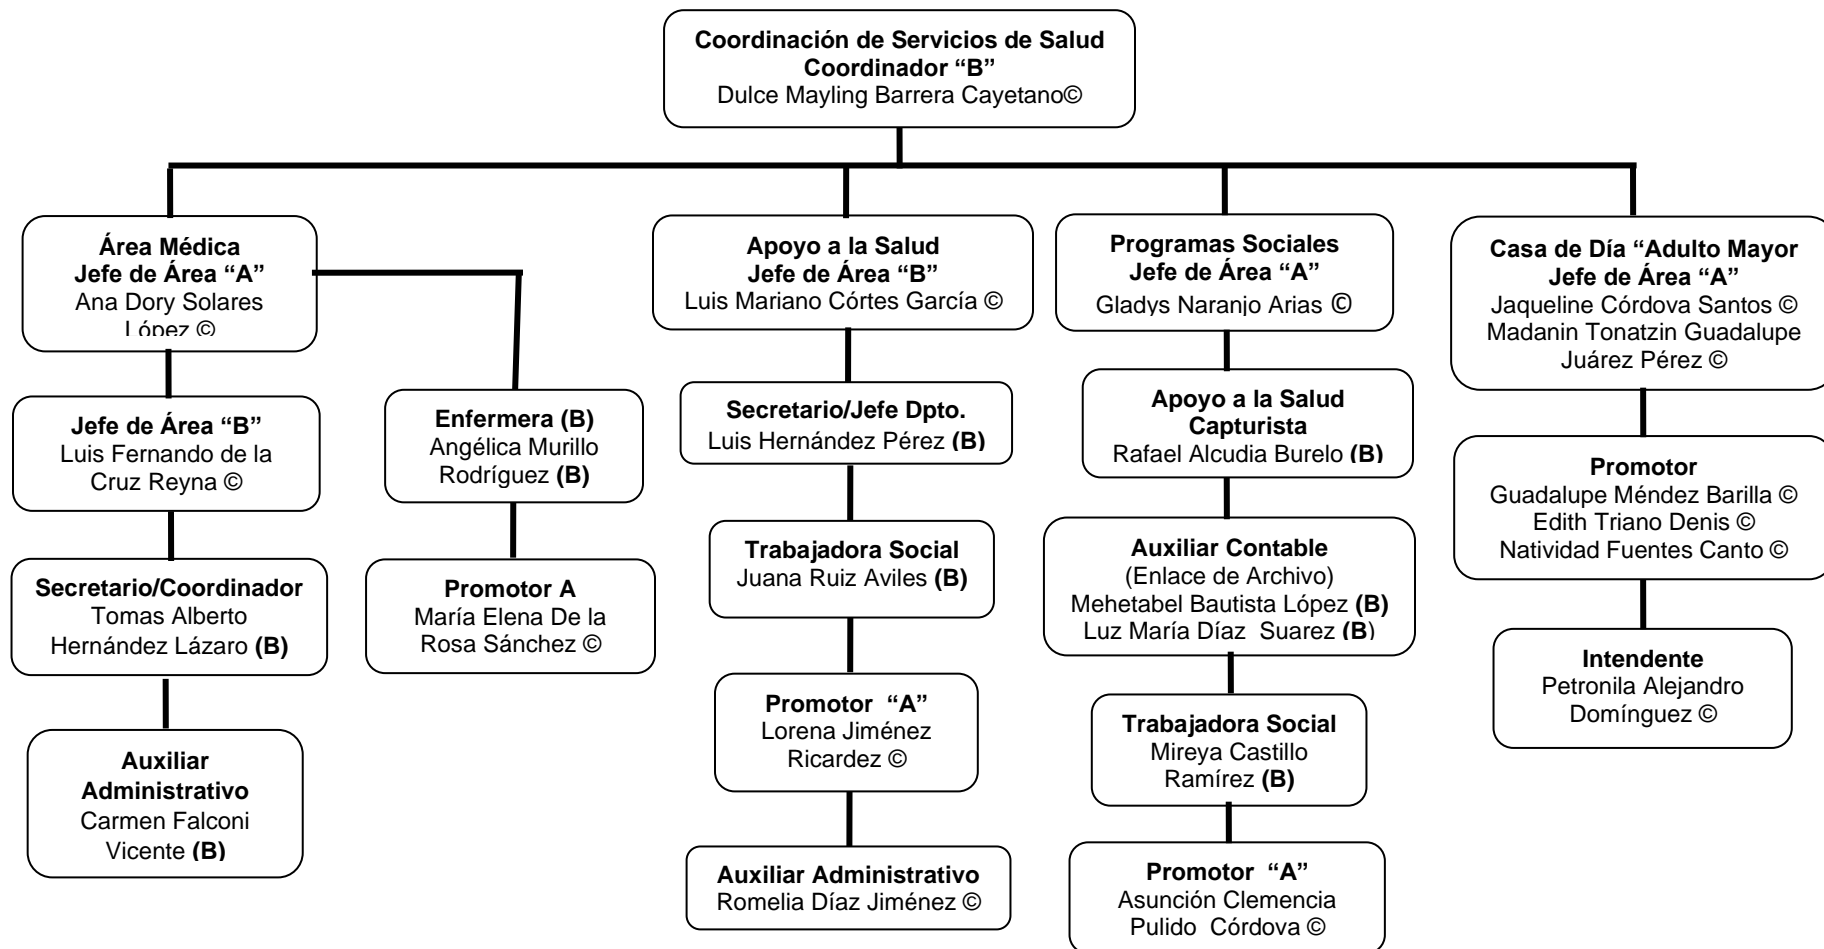 Coordinación de Servicios de Salud
Coordinador “B”
Dulce Mayling Barrera Cayetano©
Área Médica
Jefe de Área “A”
Ana Dory Solares
López ©
Jefe de Área “B”
Luis Fernando de la
Cruz Reyna ©
Secretario/Coordinador
Tomas Alberto
Hernández Lázaro (B)
Auxiliar
Administrativo
Carmen Falconi
Vicente (B)
Enfermera (B)
Angélica Murillo
Rodríguez (B)
Promotor A
María Elena De la
Rosa Sánchez ©
Apoyo a la Salud
Jefe de Área “B”
Luis Mariano Córtes García ©
Secretario/Jefe Dpto.
Luis Hernández Pérez (B)
Trabajadora Social
Juana Ruiz Aviles (B)
Promotor “A”
Lorena Jiménez
Ricardez ©
Auxiliar Administrativo
Romelia Díaz Jiménez ©
Programas Sociales
Jefe de Área “A”
Gladys Naranjo Arias ©
Apoyo a la Salud
Capturista
Rafael Alcudia Burelo (B)
Auxiliar Contable
(Enlace de Archivo)
Mehetabel Bautista López (B)
Luz María Díaz Suarez (B)
Trabajadora Social
Mireya Castillo
Ramírez (B)
Promotor “A”
Asunción Clemencia
Pulido Córdova ©
Casa de Día “Adulto Mayor
Jefe de Área “A”
Jaqueline Córdova Santos ©
Madanin Tonatzin Guadalupe
Juárez Pérez ©
Promotor
Guadalupe Méndez Barilla ©
Edith Triano Denis ©
Natividad Fuentes Canto ©
Intendente
Petronila Alejandro
Domínguez ©